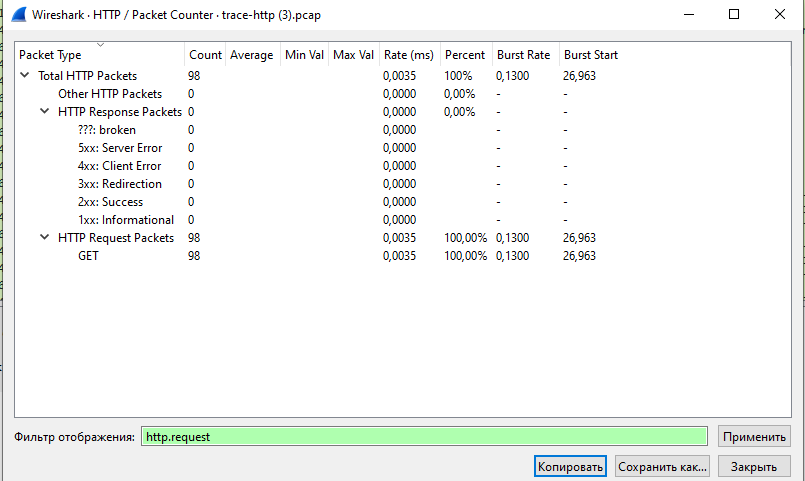 Wireshark · HTTP / Packet Counter · trace-http (3).pcap
Packet Type Count Average Min Val Max Val Rate (ms) Percent Burst Rate Burst Start
Total HTTP Packets 98 0,0035 100% 0,1300 26,963
Other HTTP Packets 0 0,0000 0,00% - -
HTTP Response Packets 0 0,0000 0,00% - -
???: broken 0 0,0000 - -
5xx: Server Error 0 0,0000 - -
4xx: Client Error 0 0,0000 - -
3xx: Redirection 0 0,0000 - -
2xx: Success 0 0,0000 - -
1xx: Informational 0 0,0000 - -
HTTP Request Packets 98 0,0035 100,00% 0,1300 26,963
GET 98 0,0035 100,00% 0,1300 26,963
Фильтр отображения: http.request Применить
Копировать Сохранить как... Закрыть